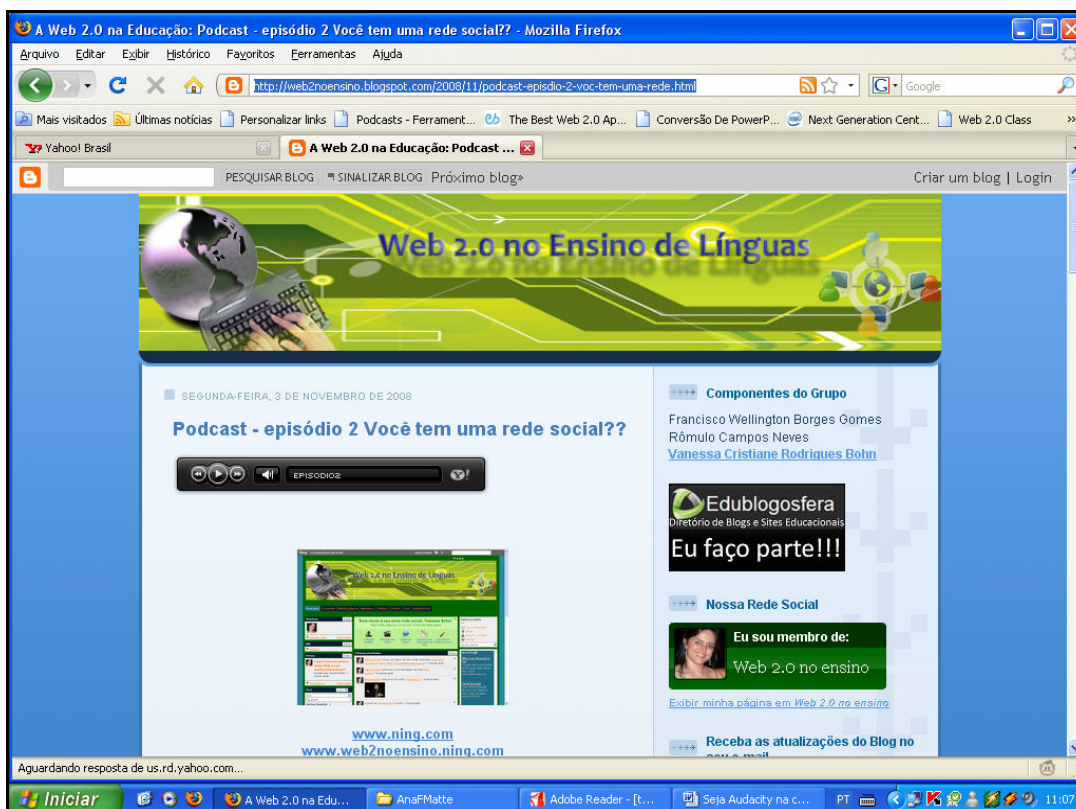 A Web 2.0 na Educação: Podcast - episódio 2 Você tem uma rede social?? - Mozilla Firefox
Arquivo Editar Exibir Histórico Favoritos Ferramentas Ajuda
http://web2noensino.blogspot.com/2008/11/podcast-episdio-2-voc-tem-uma-rede.html
Google
Mais visitados Últimas notícias Personalizar links Podcasts - Ferrament... The Best Web 2.0 Ap... Conversão De PowerP... Next Generation Cent... Web 2.0 Class »
Yahoo! Brasil
A Web 2.0 na Educação: Podcast ...
PESQUISAR BLOG SINALIZAR BLOG Próximo blog» Criar um blog | Login
Web 2.0 no Ensino de Línguas
SEGUNDA-FEIRA, 3 DE NOVEMBRO DE 2008
Podcast - episódio 2 Você tem uma rede social??
EPISODIO2
Web 2.0 no Ensino de Línguas
www.ning.com
www.web2noensino.ning.com
Componentes do Grupo
Francisco Wellington Borges Gomes
Rômulo Campos Neves
Vanessa Cristiane Rodrigues Bohn
Edublogosfera
Diretório de Blogs e Sites Educacionais
Eu faço parte!!!
Nossa Rede Social
Eu sou membro de:
Web 2.0 no ensino
Exibir minha página em Web 2.0 no ensino
Receba as atualizações do Blog no
seu e-mail
Aguardando resposta de us.rd.yahoo.com...
Iniciar A Web 2.0 na Edu... AnaFMatte Adobe Reader - [t... Seja Audacity na c... PT 11:07